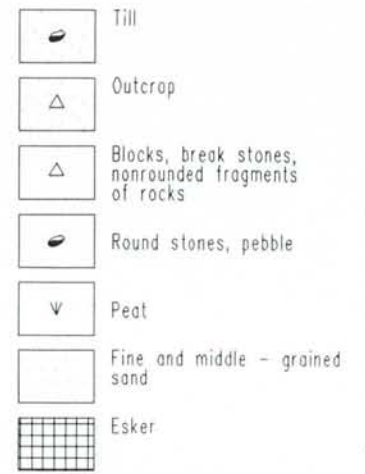 Till
Outcrop
Blocks, break stones,
nonrounded fragments
of rocks
Round stones, pebble
Peat
Fine and middle - grained
sand
Esker